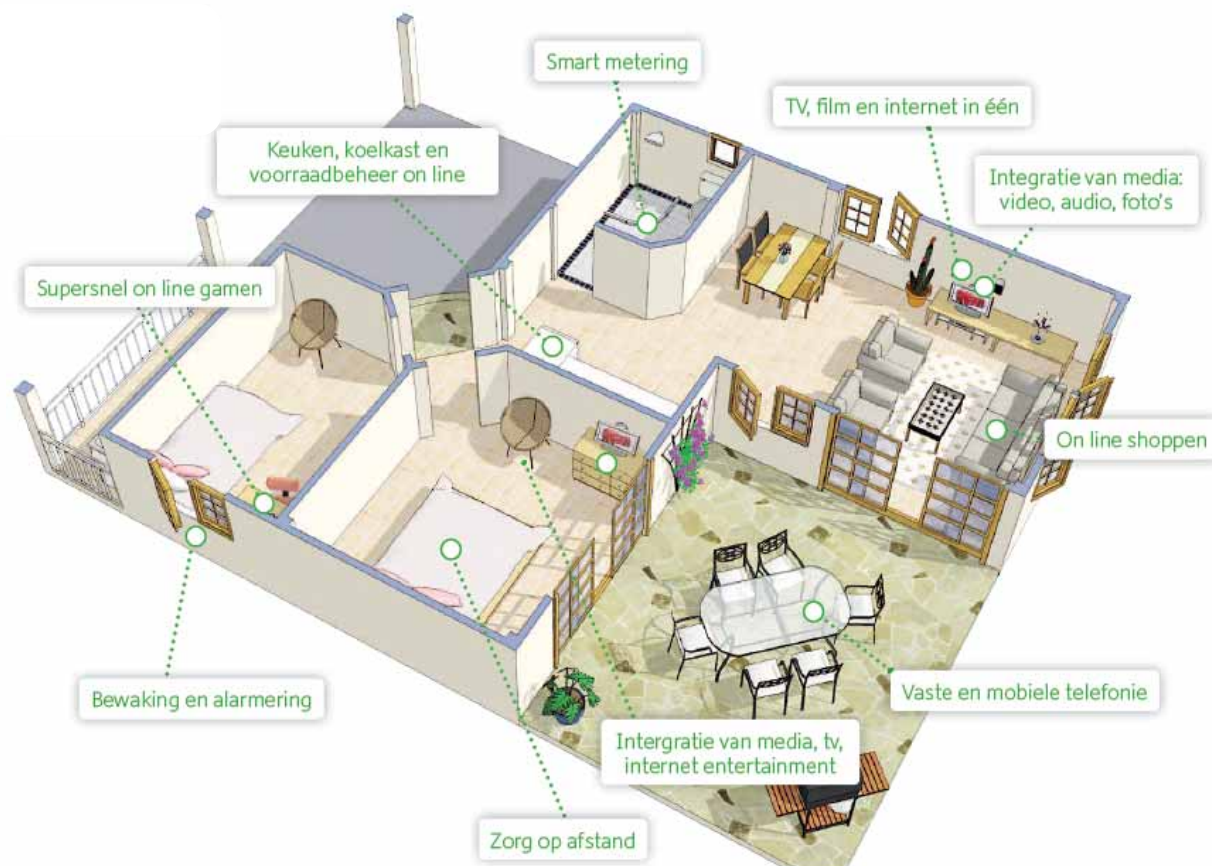 Smart metering
TV, film en internet in één
Keuken, koelkast en
voorraadbeheer on line
Integratie van media:
video, audio, foto's
Supersnel on line gamen
On line shoppen
Bewaking en alarmering
Vaste en mobiele telefonie
Intergratie van media, tv,
internet entertainment
Zorg op afstand